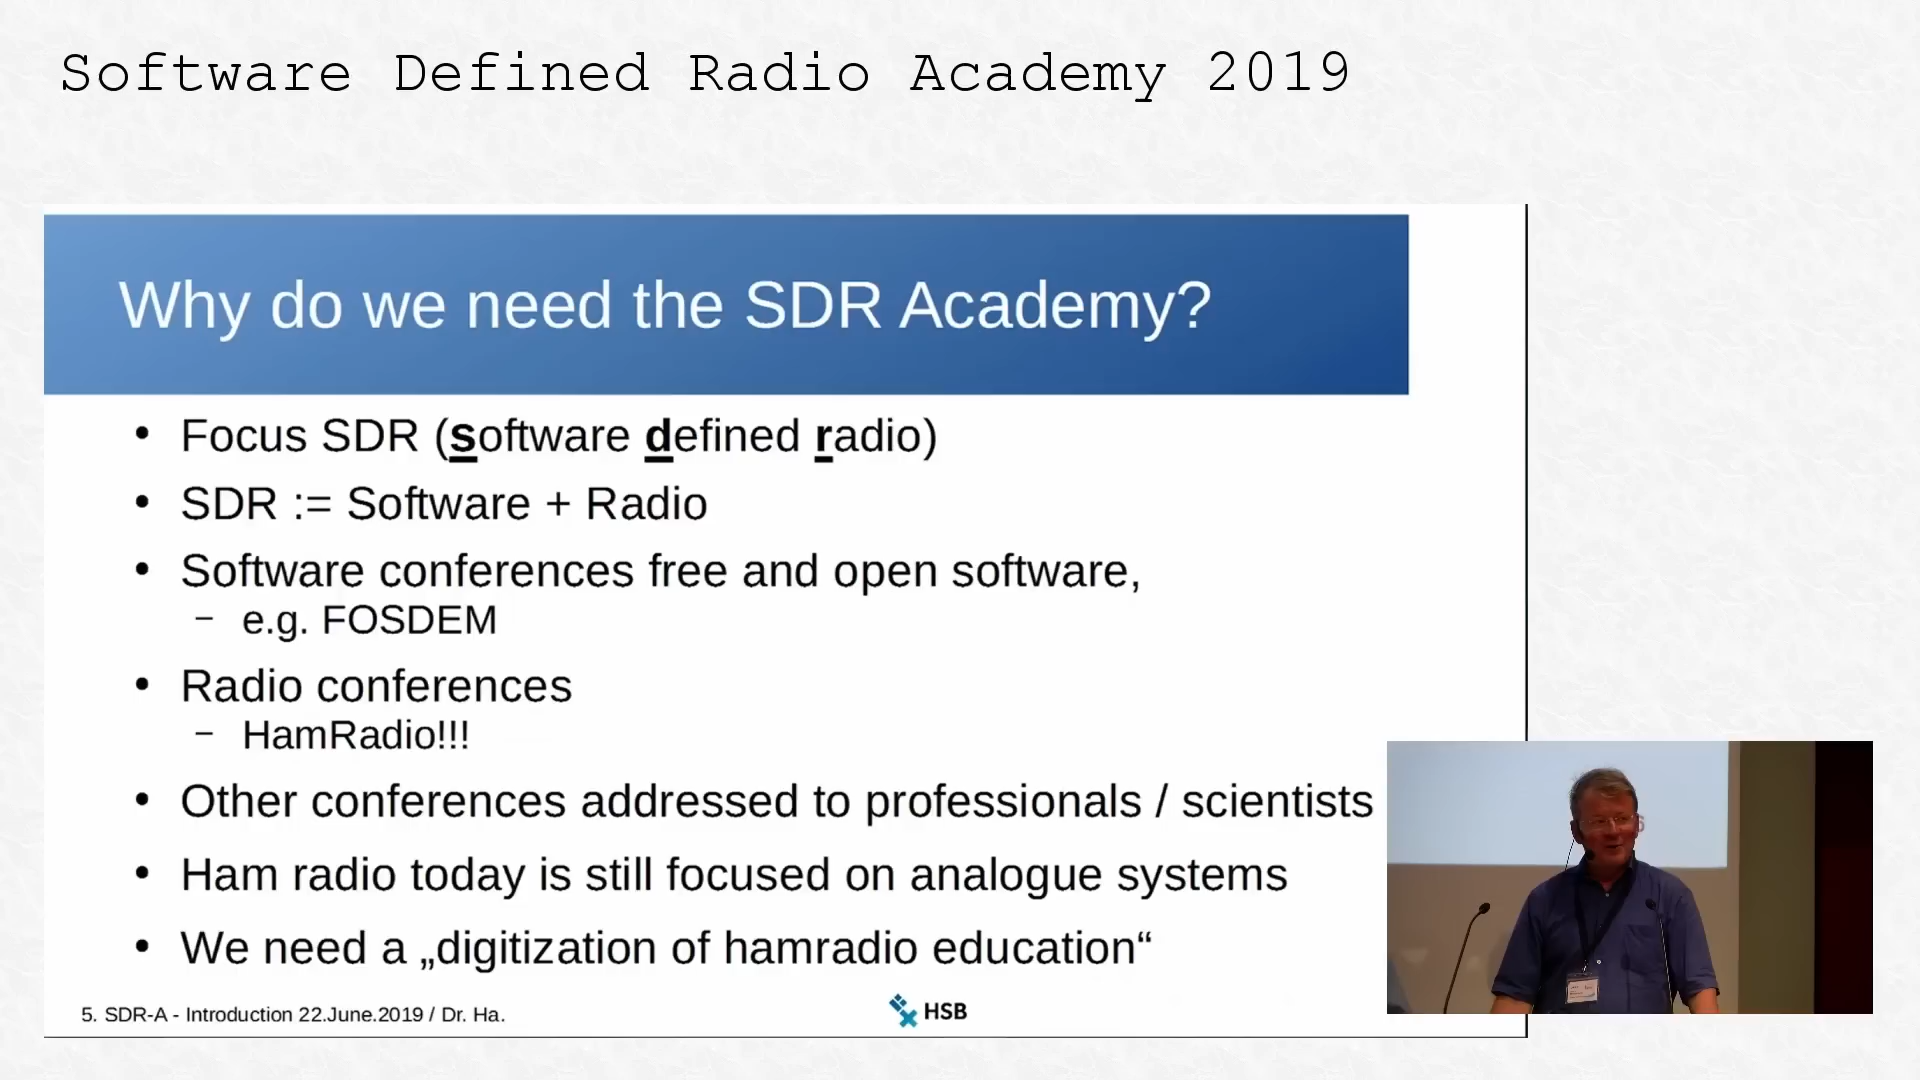 Software Defined Radio Academy 2019
Why do we need the SDR Academy?
• Focus SDR (software defined radio)
• SDR := Software + Radio
• Software conferences free and open software,
– e.g. FOSDEM
• Radio conferences
– HamRadio!!!
• Other conferences addressed to professionals / scientists
• Ham radio today is still focused on analogue systems
• We need a „digitization of hamradio education“
5. SDR-A - Introduction 22.June.2019 / Dr. Ha.
HSB